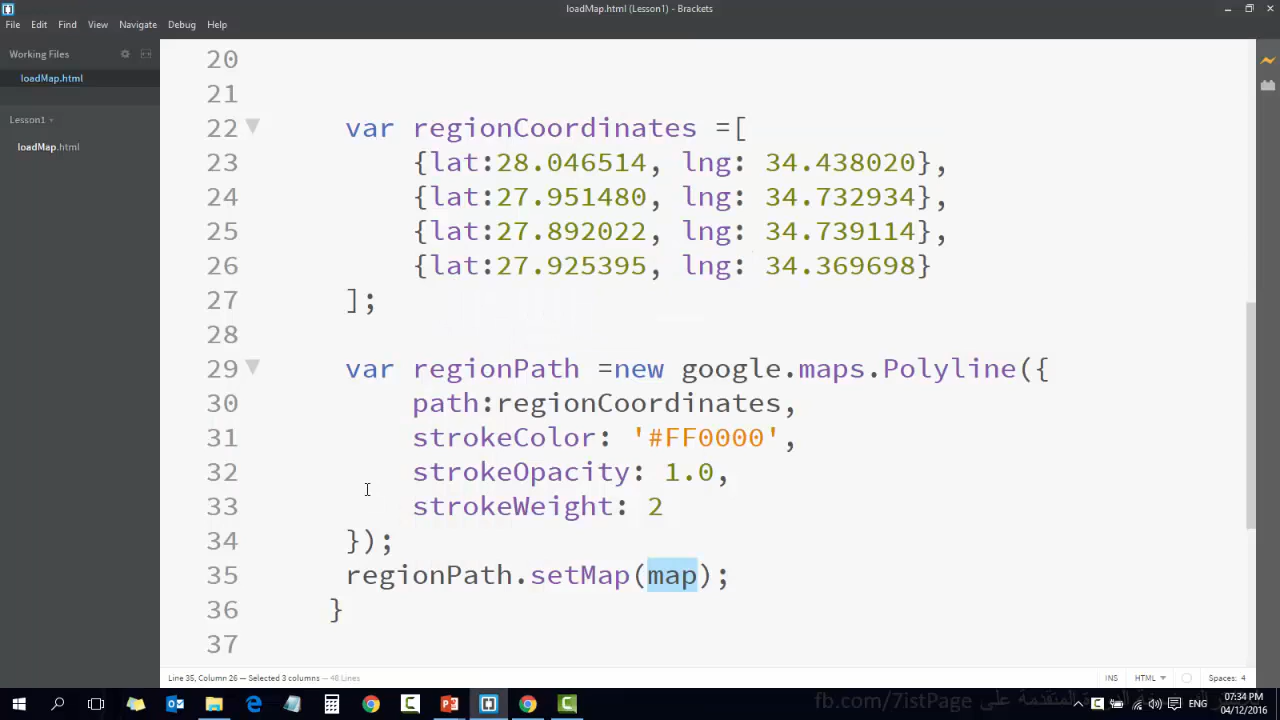 loadMap.html (Lesson1) - Brackets
File Edit Find View Navigate Debug Help
Working Files
loadMap.html
Lesson1
loadMap.html
20
21
22 var regionCoordinates =[
23 {lat:28.046514, lng: 34.438020},
24 {lat:27.951480, lng: 34.732934},
25 {lat:27.892022, lng: 34.739114},
26 {lat:27.925395, lng: 34.369698}
27 ];
28
29 var regionPath =new google.maps.Polyline({
30 path:regionCoordinates,
31 strokeColor: '#FF0000',
32 strokeOpacity: 1.0,
33 strokeWeight: 2
34 });
35 regionPath.setMap(map);
36 }
37
Line 35, Column 26 — Selected 3 columns — 48 Lines
INS HTML Spaces: 4
fb.com/7istPage
ENG
07:34 PM
04/12/2016